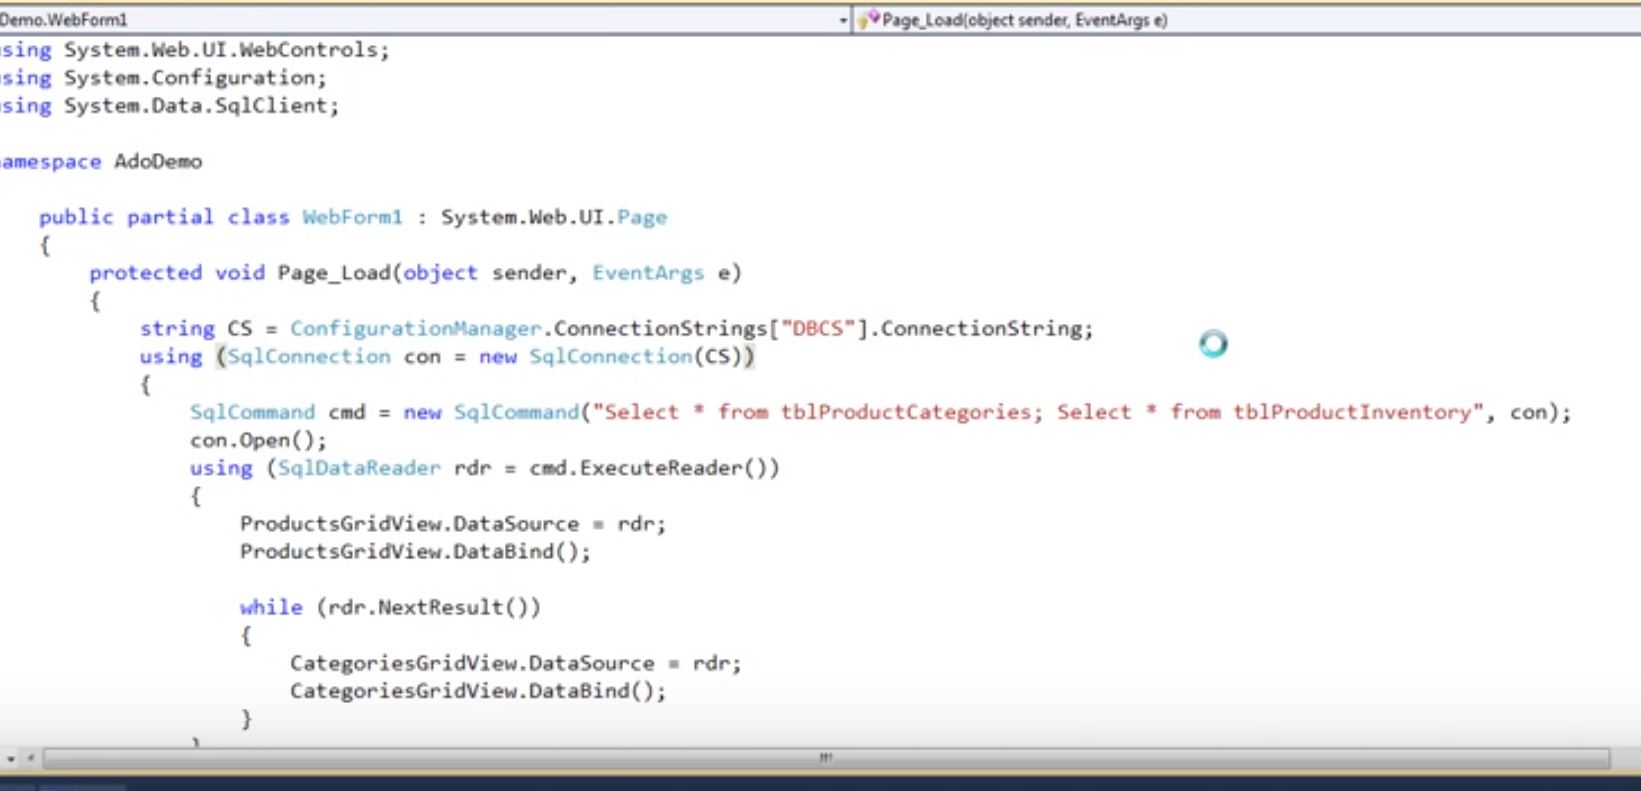 Demo.WebForm1
Page_Load(object sender, EventArgs e)
sing System.Web.UI.WebControls;
sing System.Configuration;
sing System.Data.SqlClient;
amespace AdoDemo
public partial class WebForm1 : System.Web.UI.Page
{
protected void Page_Load(object sender, EventArgs e)
{
string CS = ConfigurationManager.ConnectionStrings["DBCS"].ConnectionString;
using (SqlConnection con = new SqlConnection(CS))
{
SqlCommand cmd = new SqlCommand("Select * from tblProductCategories; Select * from tblProductInventory", con);
con.Open();
using (SqlDataReader rdr = cmd.ExecuteReader())
{
ProductsGridView.DataSource = rdr;
ProductsGridView.DataBind();
while (rdr.NextResult())
{
CategoriesGridView.DataSource = rdr;
CategoriesGridView.DataBind();
}
}